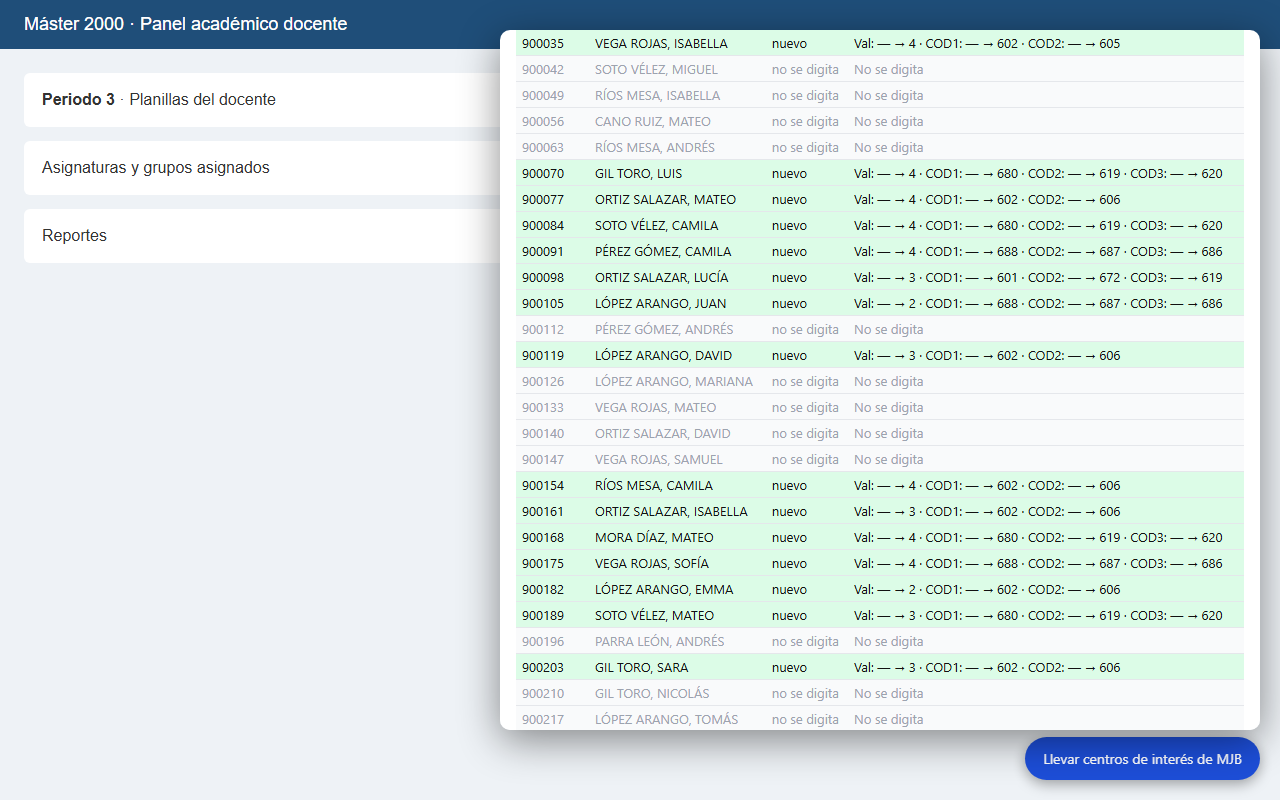 Máster 2000 · Panel académico docente
Periodo 3 · Planillas del docente
Asignaturas y grupos asignados
Reportes
900035 VEGA ROJAS, ISABELLA nuevo Val: — → 4 · COD1: — → 602 · COD2: — → 605
900042 SOTO VÉLEZ, MIGUEL no se digita No se digita
900049 RÍOS MESA, ISABELLA no se digita No se digita
900056 CANO RUIZ, MATEO no se digita No se digita
900063 RÍOS MESA, ANDRÉS no se digita No se digita
900070 GIL TORO, LUIS nuevo Val: — → 4 · COD1: — → 680 · COD2: — → 619 · COD3: — → 620
900077 ORTIZ SALAZAR, MATEO nuevo Val: — → 4 · COD1: — → 602 · COD2: — → 606
900084 SOTO VÉLEZ, CAMILA nuevo Val: — → 4 · COD1: — → 680 · COD2: — → 619 · COD3: — → 620
900091 PÉREZ GÓMEZ, CAMILA nuevo Val: — → 4 · COD1: — → 688 · COD2: — → 687 · COD3: — → 686
900098 ORTIZ SALAZAR, LUCÍA nuevo Val: — → 3 · COD1: — → 601 · COD2: — → 672 · COD3: — → 619
900105 LÓPEZ ARANGO, JUAN nuevo Val: — → 2 · COD1: — → 688 · COD2: — → 687 · COD3: — → 686
900112 PÉREZ GÓMEZ, ANDRÉS no se digita No se digita
900119 LÓPEZ ARANGO, DAVID nuevo Val: — → 3 · COD1: — → 602 · COD2: — → 606
900126 LÓPEZ ARANGO, MARIANA no se digita No se digita
900133 VEGA ROJAS, MATEO no se digita No se digita
900140 ORTIZ SALAZAR, DAVID no se digita No se digita
900147 VEGA ROJAS, SAMUEL no se digita No se digita
900154 RÍOS MESA, CAMILA nuevo Val: — → 4 · COD1: — → 602 · COD2: — → 606
900161 ORTIZ SALAZAR, ISABELLA nuevo Val: — → 3 · COD1: — → 602 · COD2: — → 606
900168 MORA DÍAZ, MATEO nuevo Val: — → 4 · COD1: — → 680 · COD2: — → 619 · COD3: — → 620
900175 VEGA ROJAS, SOFÍA nuevo Val: — → 4 · COD1: — → 688 · COD2: — → 687 · COD3: — → 686
900182 LÓPEZ ARANGO, EMMA nuevo Val: — → 2 · COD1: — → 602 · COD2: — → 606
900189 SOTO VÉLEZ, MATEO nuevo Val: — → 3 · COD1: — → 680 · COD2: — → 619 · COD3: — → 620
900196 PARRA LEÓN, ANDRÉS no se digita No se digita
900203 GIL TORO, SARA nuevo Val: — → 3 · COD1: — → 602 · COD2: — → 606
900210 GIL TORO, NICOLÁS no se digita No se digita
900217 LÓPEZ ARANGO, TOMÁS no se digita No se digita
Llevar centros de interés de MJB